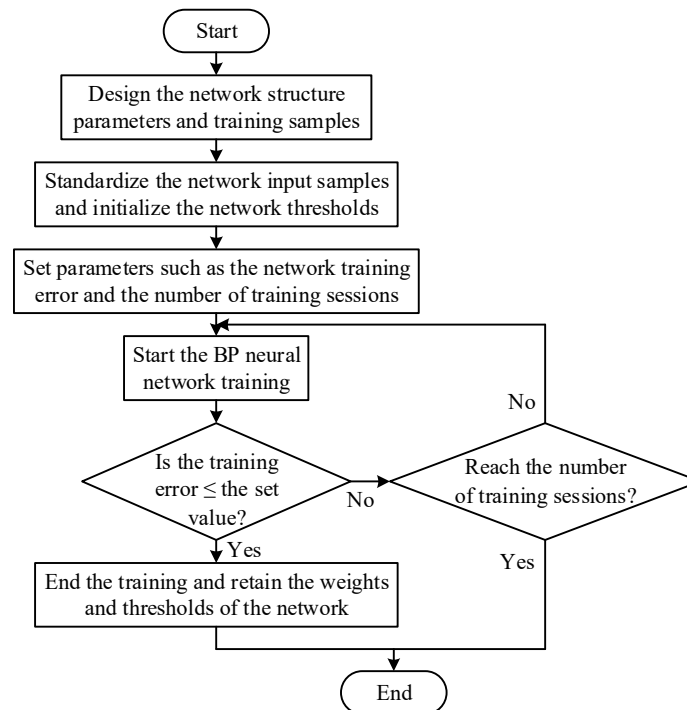 Start
Design the network structure
parameters and training samples
Standardize the network input samples
and initialize the network thresholds
Set parameters such as the network training
error and the number of training sessions
Start the BP neural
network training
No
Is the training
error ≤ the set
value?
No
Reach the number
of training sessions?
Yes
Yes
End the training and retain the weights
and thresholds of the network
End